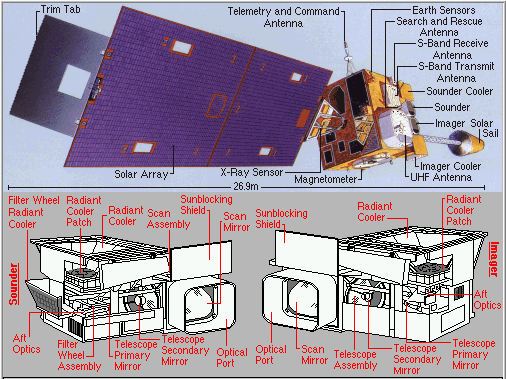 Trim Tab
Telemetry and Command
Antenna
Earth Sensors
Search and Rescue
Antenna
S-Band Receive
Antenna
S-Band Transmit
Antenna
Sounder Cooler
Sounder
Imager Solar
Sail
Imager Cooler
UHF Antenna
Solar Array
X-Ray Sensor
Magnetometer
26.9m
Filter Wheel
Radiant
Cooler
Radiant
Cooler
Patch
Radiant
Cooler
Scan
Assembly
Sunblocking
Shield
Scan
Mirror
Sounder
Aft
Optics
Filter
Wheel
Assembly
Telescope
Primary
Mirror
Telescope
Secondary
Mirror
Optical
Port
Sunblocking
Shield
Radiant
Cooler
Radiant
Cooler
Patch
Imager
Aft
Optics
Optical
Port
Scan
Mirror
Telescope
Assembly
Telescope
Secondary
Mirror
Telescope
Primary
Mirror